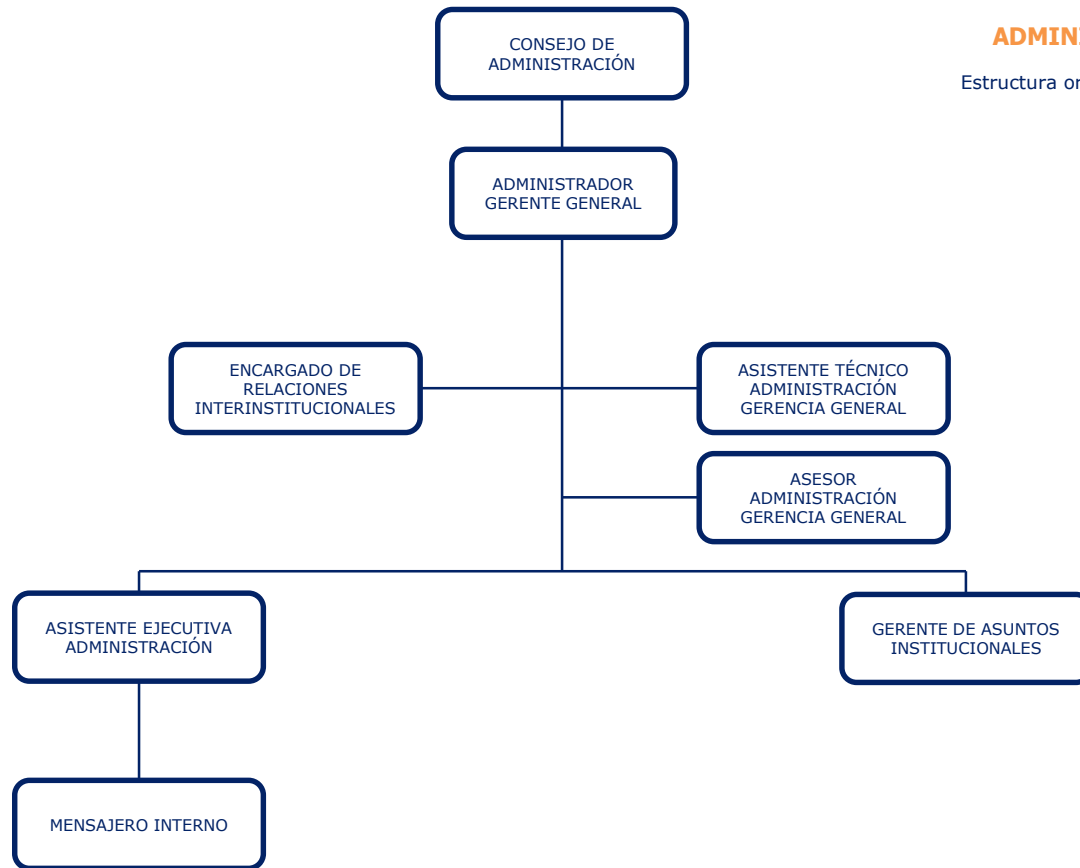 CONSEJO DE
ADMINISTRACIÓN
ADMINI
Estructura or
ADMINISTRADOR
GERENTE GENERAL
ENCARGADO DE
RELACIONES
INTERINSTITUCIONALES
ASISTENTE TÉCNICO
ADMINISTRACIÓN
GERENCIA GENERAL
ASESOR
ADMINISTRACIÓN
GERENCIA GENERAL
ASISTENTE EJECUTIVA
ADMINISTRACIÓN
GERENTE DE ASUNTOS
INSTITUCIONALES
MENSAJERO INTERNO